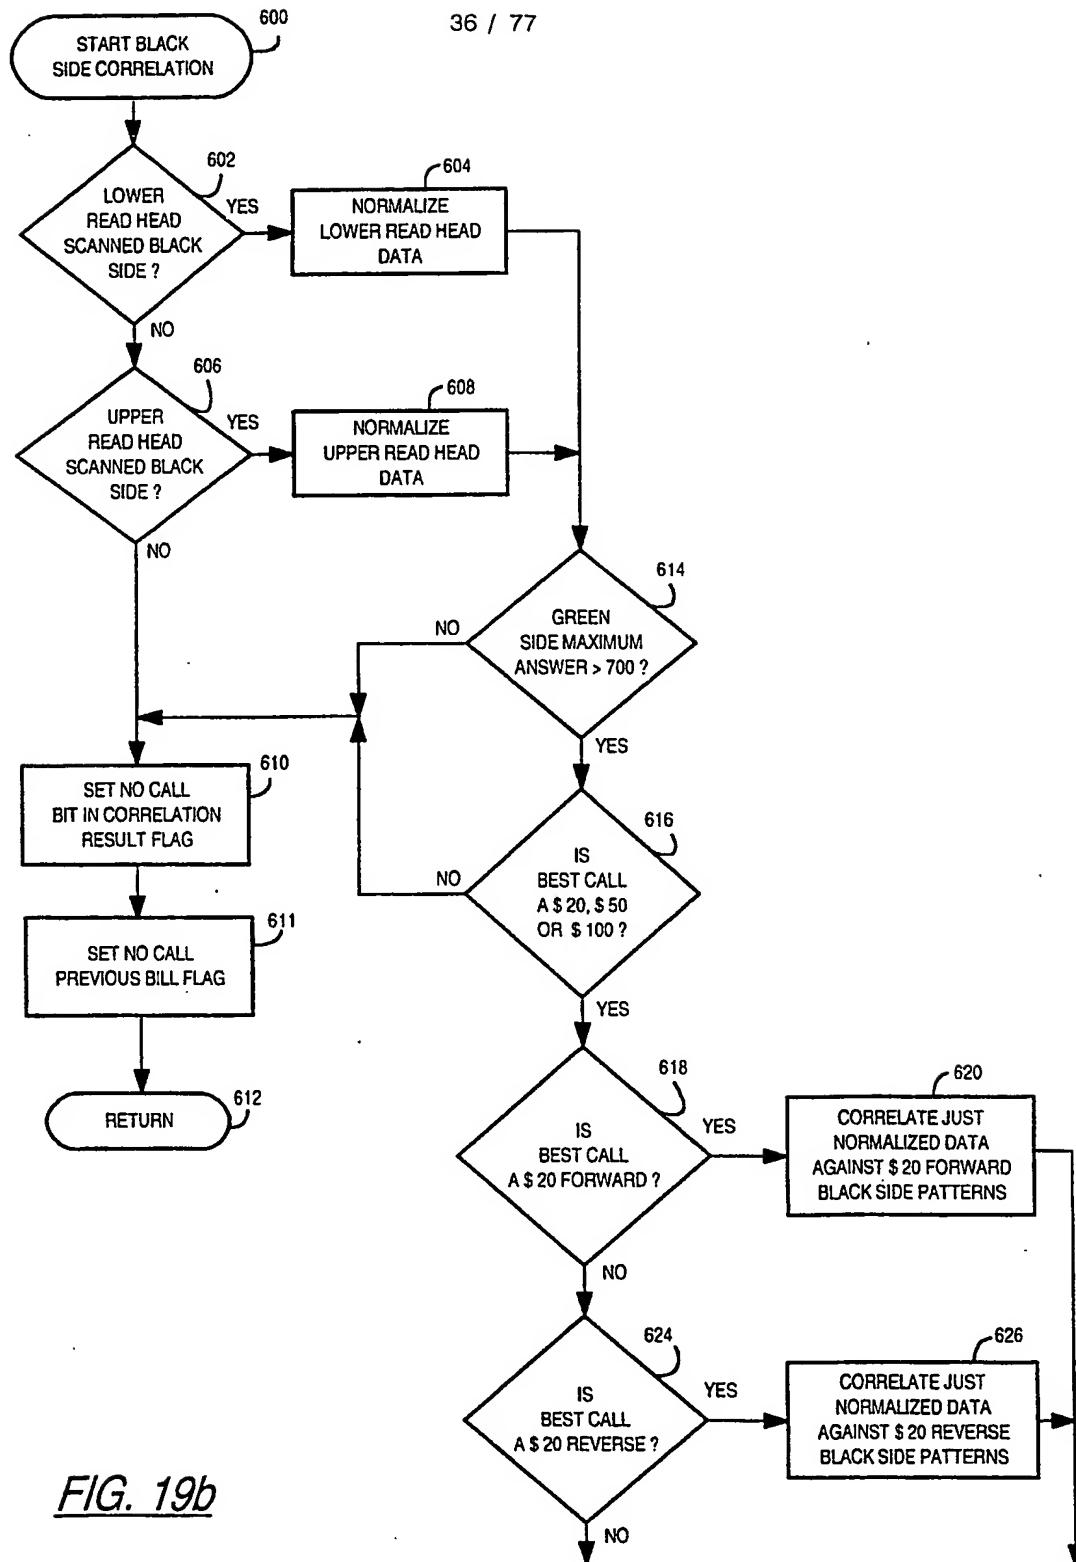 36 / 77
600
START BLACK
SIDE CORRELATION
602
LOWER
READ HEAD
SCANNED BLACK
SIDE ?
YES
604
NORMALIZE
LOWER READ HEAD
DATA
NO
606
UPPER
READ HEAD
SCANNED BLACK
SIDE ?
YES
608
NORMALIZE
UPPER READ HEAD
DATA
NO
614
GREEN
SIDE MAXIMUM
ANSWER > 700 ?
NO
YES
610
SET NO CALL
BIT IN CORRELATION
RESULT FLAG
616
IS
BEST CALL
A $ 20, $ 50
OR $ 100 ?
NO
YES
611
SET NO CALL
PREVIOUS BILL FLAG
612
RETURN
618
IS
BEST CALL
A $ 20 FORWARD ?
YES
620
CORRELATE JUST
NORMALIZED DATA
AGAINST $ 20 FORWARD
BLACK SIDE PATTERNS
NO
624
IS
BEST CALL
A $ 20 REVERSE ?
YES
626
CORRELATE JUST
NORMALIZED DATA
AGAINST $ 20 REVERSE
BLACK SIDE PATTERNS
NO
FIG. 19b